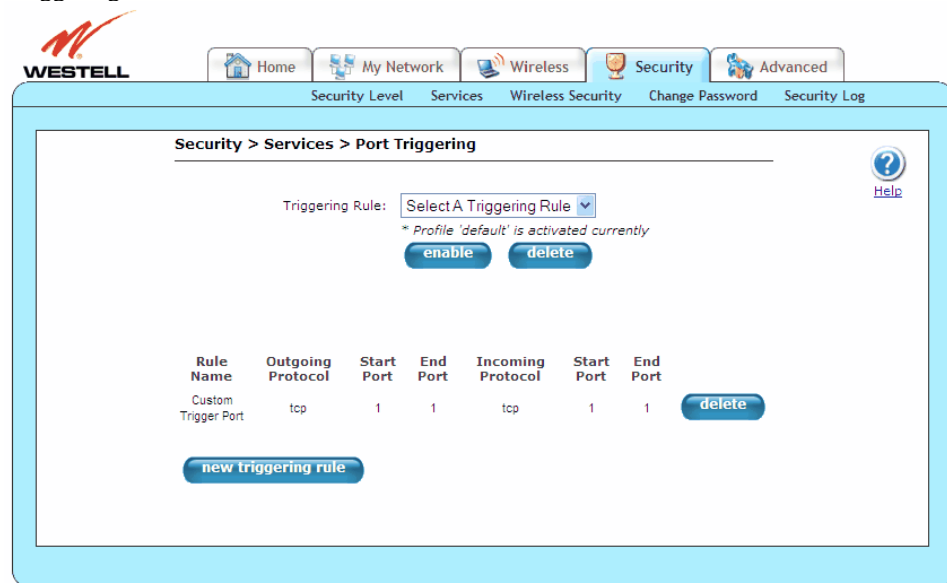 WESTELL
Home My Network Wireless Security Advanced
Security Level Services Wireless Security Change Password Security Log
Security > Services > Port Triggering
Help
Triggering Rule: Select A Triggering Rule
* Profile 'default' is activated currently
enable delete
Rule Name Outgoing Protocol Start Port End Port Incoming Protocol Start Port End Port
Custom Trigger Port tcp 1 1 tcp 1 1 delete
new triggering rule